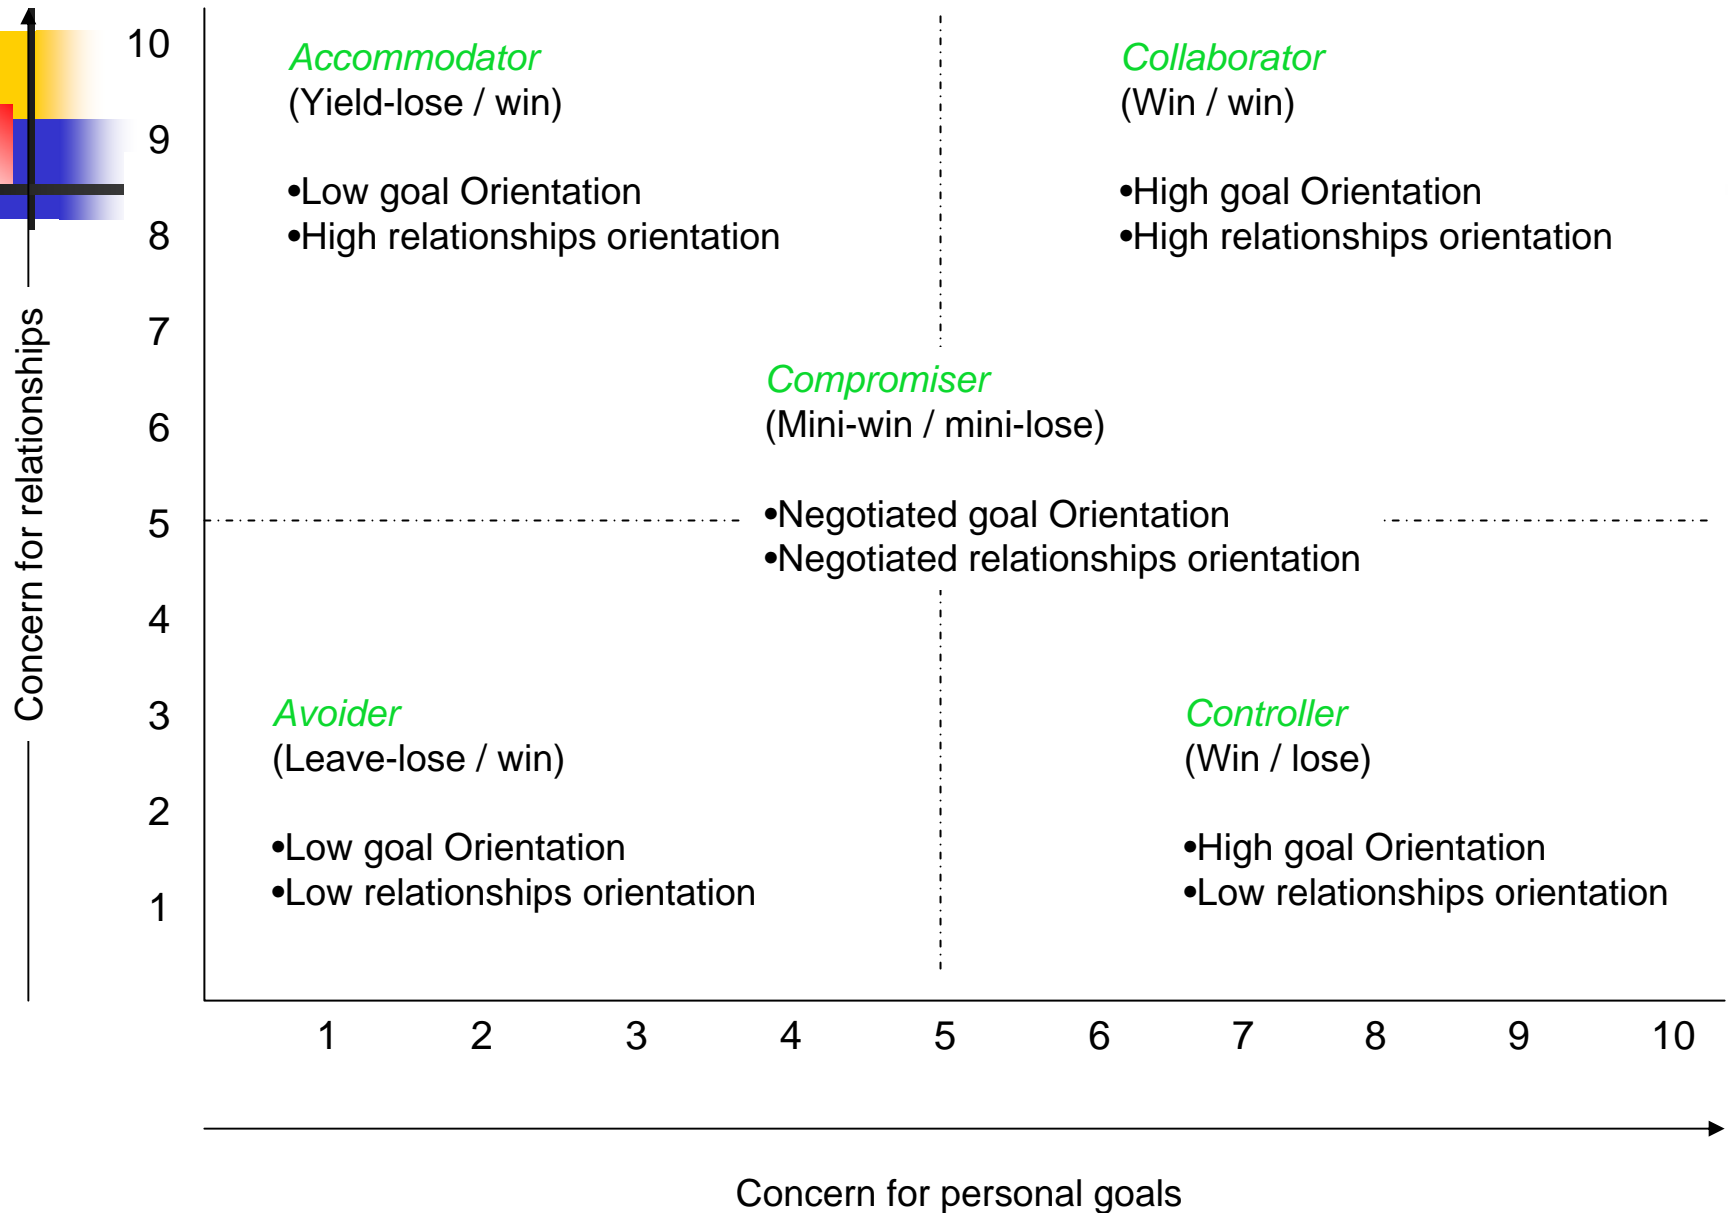 10
9
8
7
6
5
4
3
2
1
Concern for relationships
Accommodator
(Yield-lose / win)
•Low goal Orientation
•High relationships orientation
Collaborator
(Win / win)
•High goal Orientation
•High relationships orientation
Compromiser
(Mini-win / mini-lose)
•Negotiated goal Orientation
•Negotiated relationships orientation
Avoider
(Leave-lose / win)
•Low goal Orientation
•Low relationships orientation
Controller
(Win / lose)
•High goal Orientation
•Low relationships orientation
1 2 3 4 5 6 7 8 9 10
Concern for personal goals